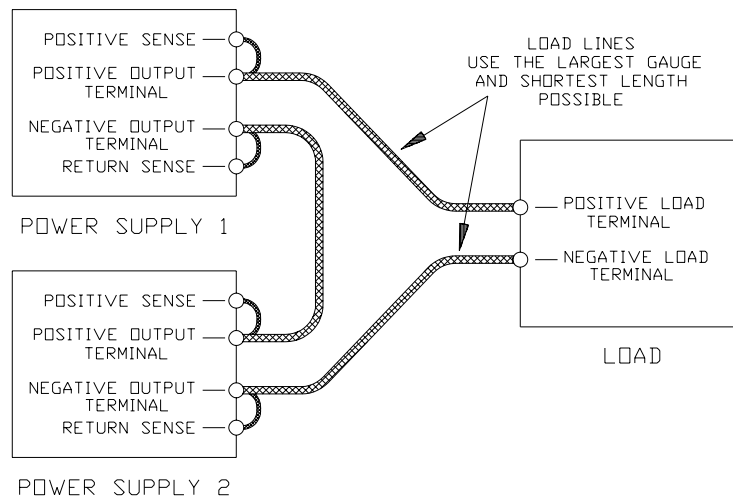 POSITIVE SENSE
POSITIVE OUTPUT
TERMINAL
NEGATIVE OUTPUT
TERMINAL
RETURN SENSE
POWER SUPPLY 1
LOAD LINES
USE THE LARGEST GAUGE
AND SHORTEST LENGTH
POSSIBLE
POSITIVE LOAD
TERMINAL
NEGATIVE LOAD
TERMINAL
LOAD
POSITIVE SENSE
POSITIVE OUTPUT
TERMINAL
NEGATIVE OUTPUT
TERMINAL
RETURN SENSE
POWER SUPPLY 2